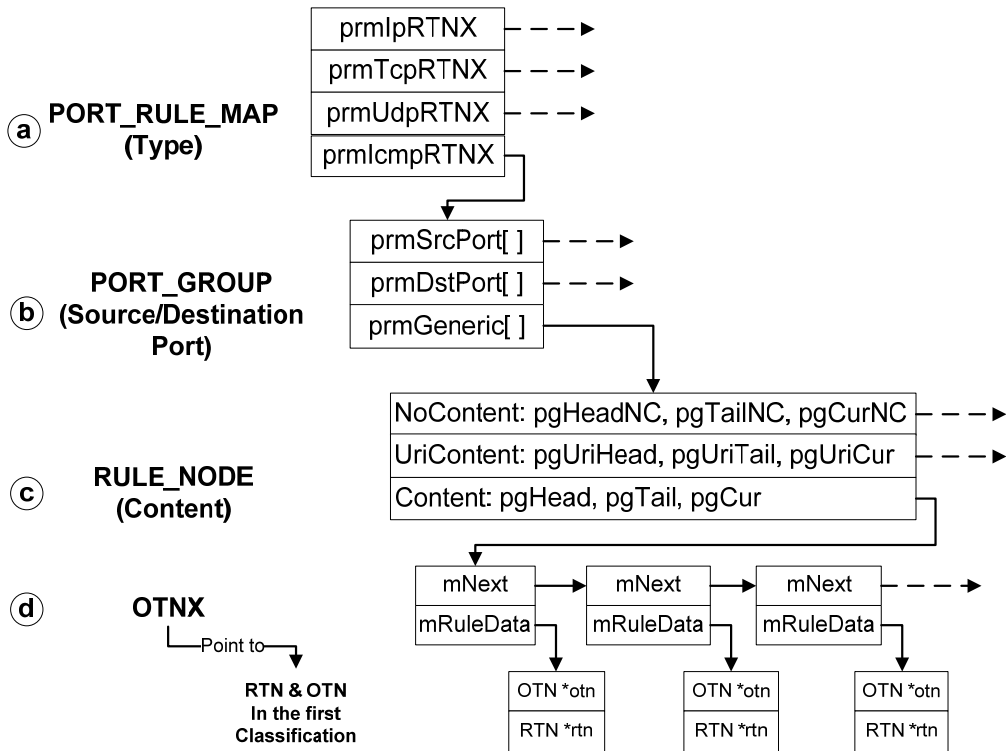 prmIpRTNX
prmTcpRTNX
prmUdpRTNX
prmIcmpRTNX
a
PORT_RULE_MAP
(Type)
prmSrcPort[ ]
prmDstPort[ ]
prmGeneric[ ]
b
PORT_GROUP
(Source/Destination
Port)
NoContent: pgHeadNC, pgTailNC, pgCurNC
UriContent: pgUriHead, pgUriTail, pgUriCur
Content: pgHead, pgTail, pgCur
c
RULE_NODE
(Content)
mNext
mNext
mNext
mRuleData
mRuleData
mRuleData
d
OTNX
Point to
RTN & OTN
In the first
Classification
OTN *otn
OTN *otn
OTN *otn
RTN *rtn
RTN *rtn
RTN *rtn